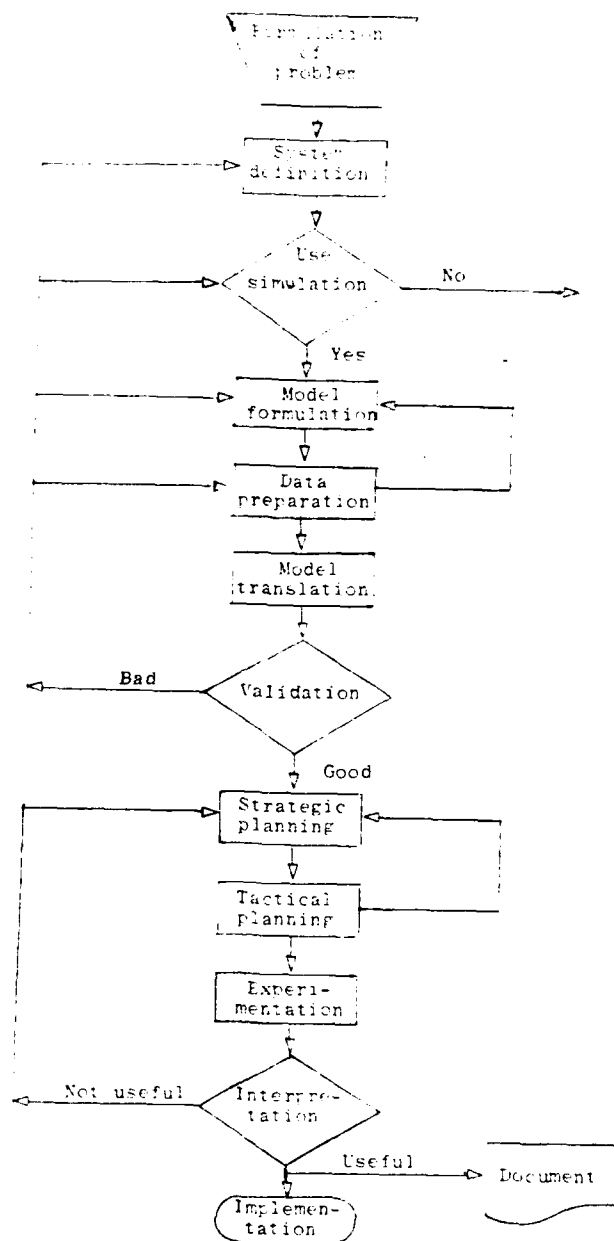 Formulation
of
problem
System
definition
Use
simulation
No
Yes
Model
formulation
Data
preparation
Model
translation
Bad
Validation
Good
Strategic
planning
Tactical
planning
Experi-
mentation
Not useful
Interpre-
tation
Useful
Document
Implemen-
tation